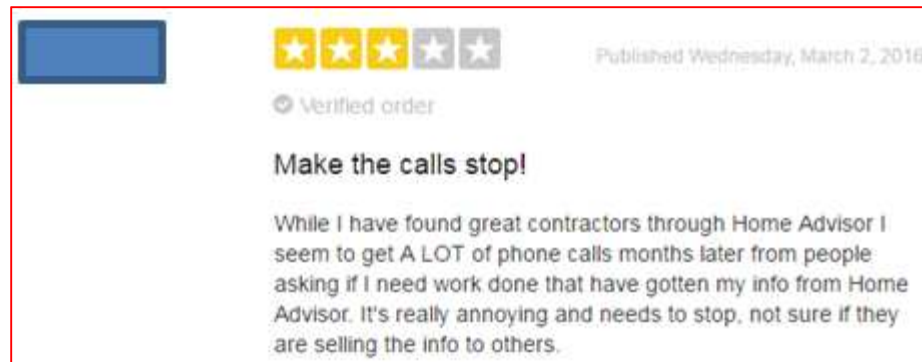 Published Wednesday, March 2, 2016
Verified order
Make the calls stop!
While I have found great contractors through Home Advisor I
seem to get A LOT of phone calls months later from people
asking if I need work done that have gotten my info from Home
Advisor. It's really annoying and needs to stop, not sure if they
are selling the info to others.